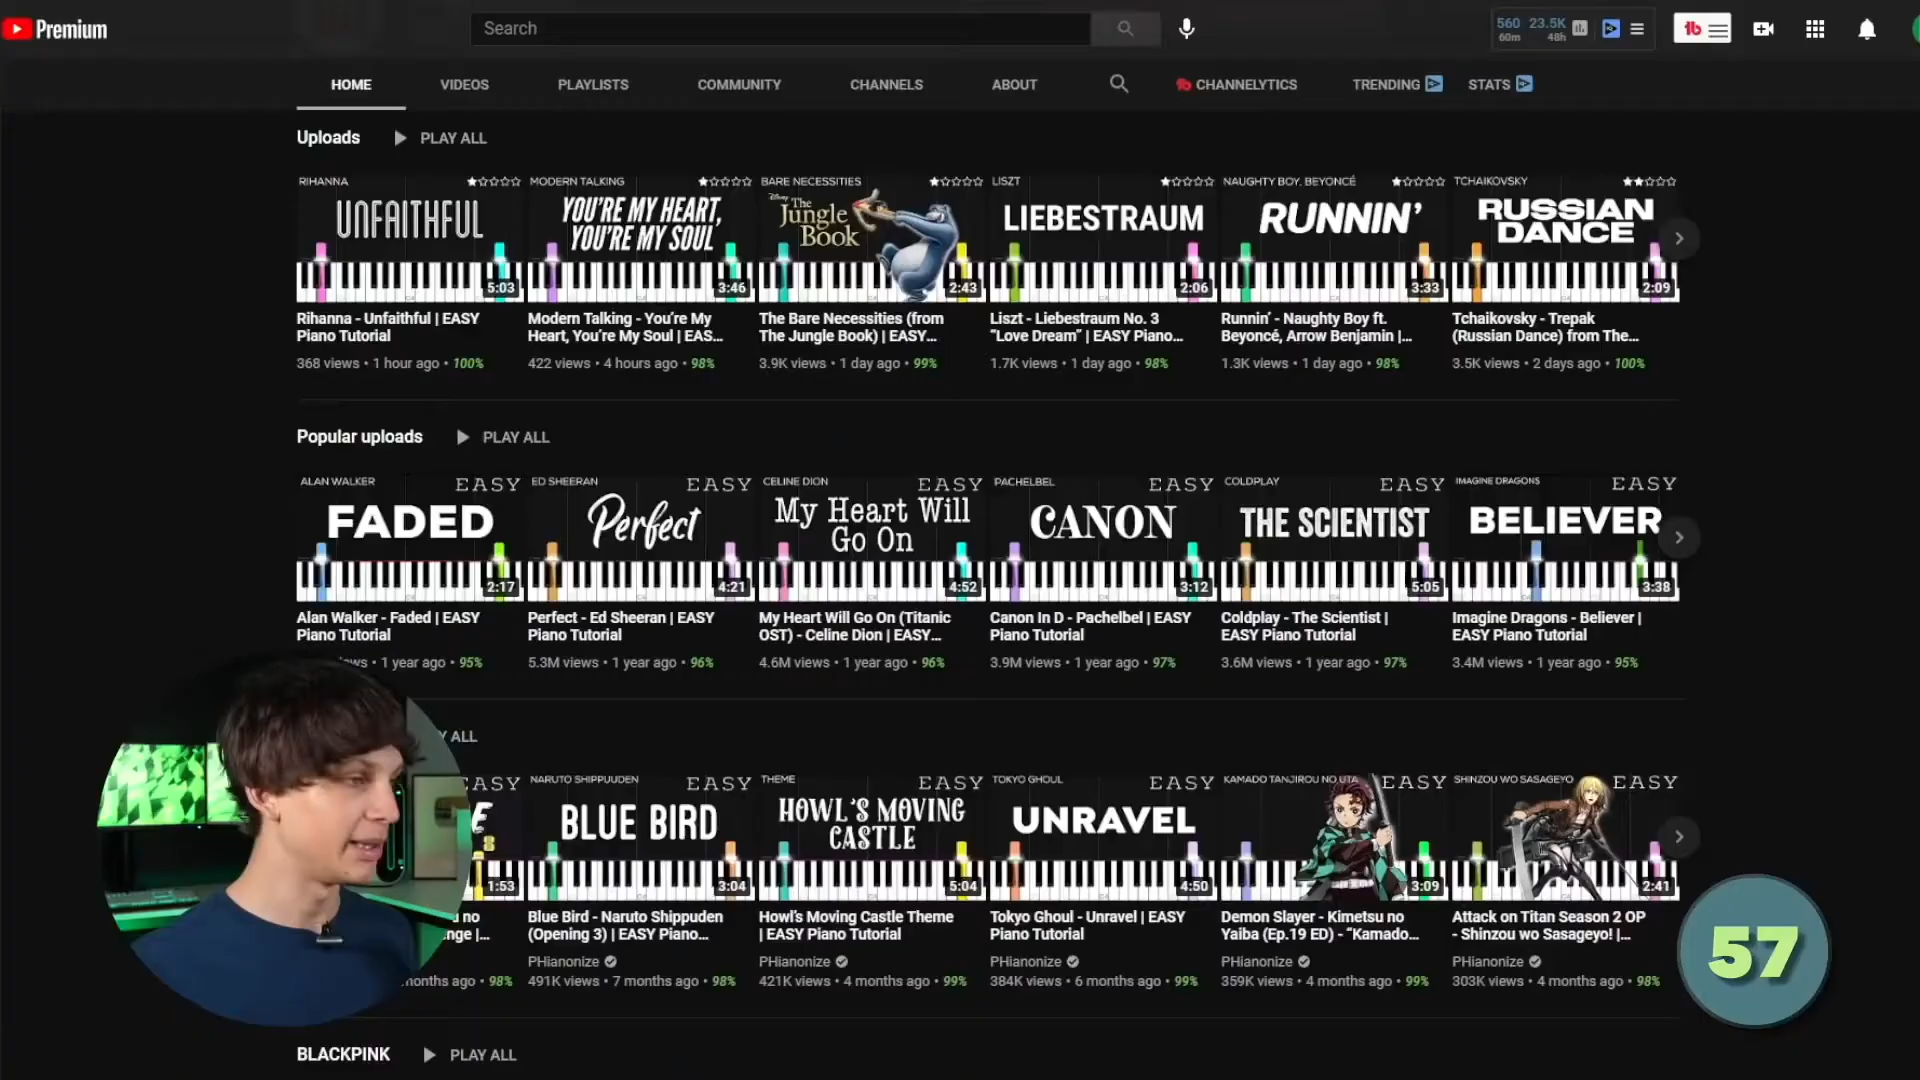 Premium
Search
560 23.5K
60m 48h
HOME VIDEOS PLAYLISTS COMMUNITY CHANNELS ABOUT CHANNELYTICS TRENDING STATS
Uploads PLAY ALL
RIHANNA
UNFAITHFUL
5:03
Rihanna - Unfaithful | EASY
Piano Tutorial
368 views • 1 hour ago • 100%
MODERN TALKING
YOU'RE MY HEART,
YOU'RE MY SOUL
3:46
Modern Talking - You're My
Heart, You're My Soul | EAS...
422 views • 4 hours ago • 98%
BARE NECESSITIES
Disney The
Jungle
Book
2:43
The Bare Necessities (from
The Jungle Book) | EASY...
3.9K views • 1 day ago • 99%
LISZT
LIEBESTRAUM
2:06
Liszt - Liebestraum No. 3
“Love Dream” | EASY Piano...
1.7K views • 1 day ago • 98%
NAUGHTY BOY, BEYONCÉ
RUNNIN'
3:33
Runnin' - Naughty Boy ft.
Beyoncé, Arrow Benjamin |...
1.3K views • 1 day ago • 98%
TCHAIKOVSKY
RUSSIAN
DANCE
2:09
Tchaikovsky - Trepak
(Russian Dance) from The...
3.5K views • 2 days ago • 100%
Popular uploads PLAY ALL
ALAN WALKER EASY
FADED
2:17
Alan Walker - Faded | EASY
Piano Tutorial
views • 1 year ago • 95%
ED SHEERAN EASY
Perfect
4:21
Perfect - Ed Sheeran | EASY
Piano Tutorial
5.3M views • 1 year ago • 96%
CELINE DION EASY
My Heart Will
Go On
4:52
My Heart Will Go On (Titanic
OST) - Celine Dion | EASY...
4.6M views • 1 year ago • 96%
PACHELBEL EASY
CANON
3:12
Canon In D - Pachelbel | EASY
Piano Tutorial
3.9M views • 1 year ago • 97%
COLDPLAY EASY
THE SCIENTIST
5:05
Coldplay - The Scientist |
EASY Piano Tutorial
3.6M views • 1 year ago • 97%
IMAGINE DRAGONS EASY
BELIEVER
3:38
Imagine Dragons - Believer |
EASY Piano Tutorial
3.4M views • 1 year ago • 95%
ALL
EASY
E
1:53
no
nge |...
months ago • 98%
NARUTO SHIPPUUDEN EASY
BLUE BIRD
3:04
Blue Bird - Naruto Shippuden
(Opening 3) | EASY Piano...
PHianonize
491K views • 7 months ago • 98%
THEME EASY
HOWL'S MOVING
CASTLE
5:04
Howl's Moving Castle Theme
| EASY Piano Tutorial
PHianonize
421K views • 4 months ago • 99%
TOKYO GHOUL EASY
UNRAVEL
4:50
Tokyo Ghoul - Unravel | EASY
Piano Tutorial
PHianonize
384K views • 6 months ago • 99%
KAMADO TANJIROU NO UTA EASY
3:09
Demon Slayer - Kimetsu no
Yaiba (Ep.19 ED) - “Kamado...
PHianonize
359K views • 4 months ago • 99%
SHINZOU WO SASAGEYO EASY
2:41
Attack on Titan Season 2 OP
- Shinzou wo Sasageyo! |...
PHianonize
303K views • 4 months ago • 98%
57
BLACKPINK PLAY ALL